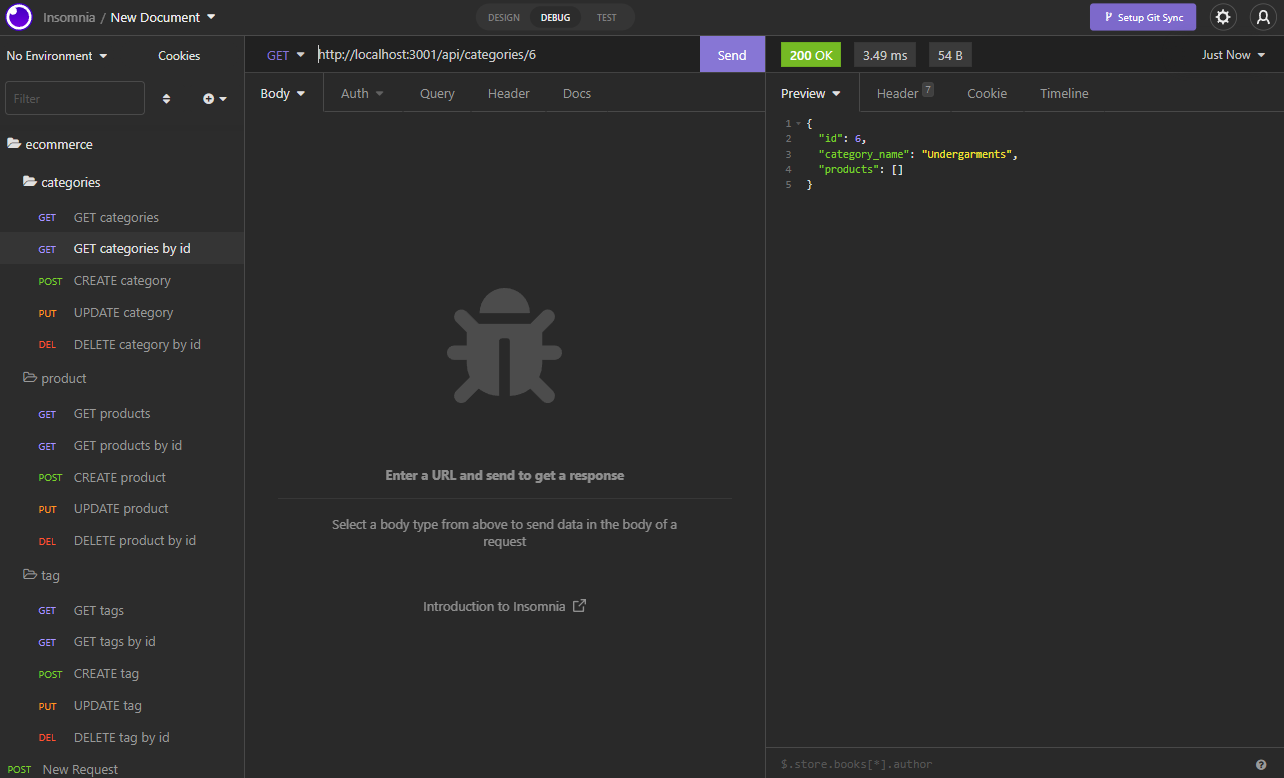 Insomnia / New Document
DESIGN DEBUG TEST
Setup Git Sync
No Environment Cookies
Filter
ecommerce
categories
GET GET categories
GET GET categories by id
POST CREATE category
PUT UPDATE category
DEL DELETE category by id
product
GET GET products
GET GET products by id
POST CREATE product
PUT UPDATE product
DEL DELETE product by id
tag
GET GET tags
GET GET tags by id
POST CREATE tag
PUT UPDATE tag
DEL DELETE tag by id
POST New Request
GET http://localhost:3001/api/categories/6 Send
Body Auth Query Header Docs
Enter a URL and send to get a response
Select a body type from above to send data in the body of a
request
Introduction to Insomnia
200 OK 3.49 ms 54 B Just Now
Preview Header 7 Cookie Timeline
1 {
2 "id": 6,
3 "category_name": "Undergarments",
4 "products": []
5 }
$.store.books[*].author